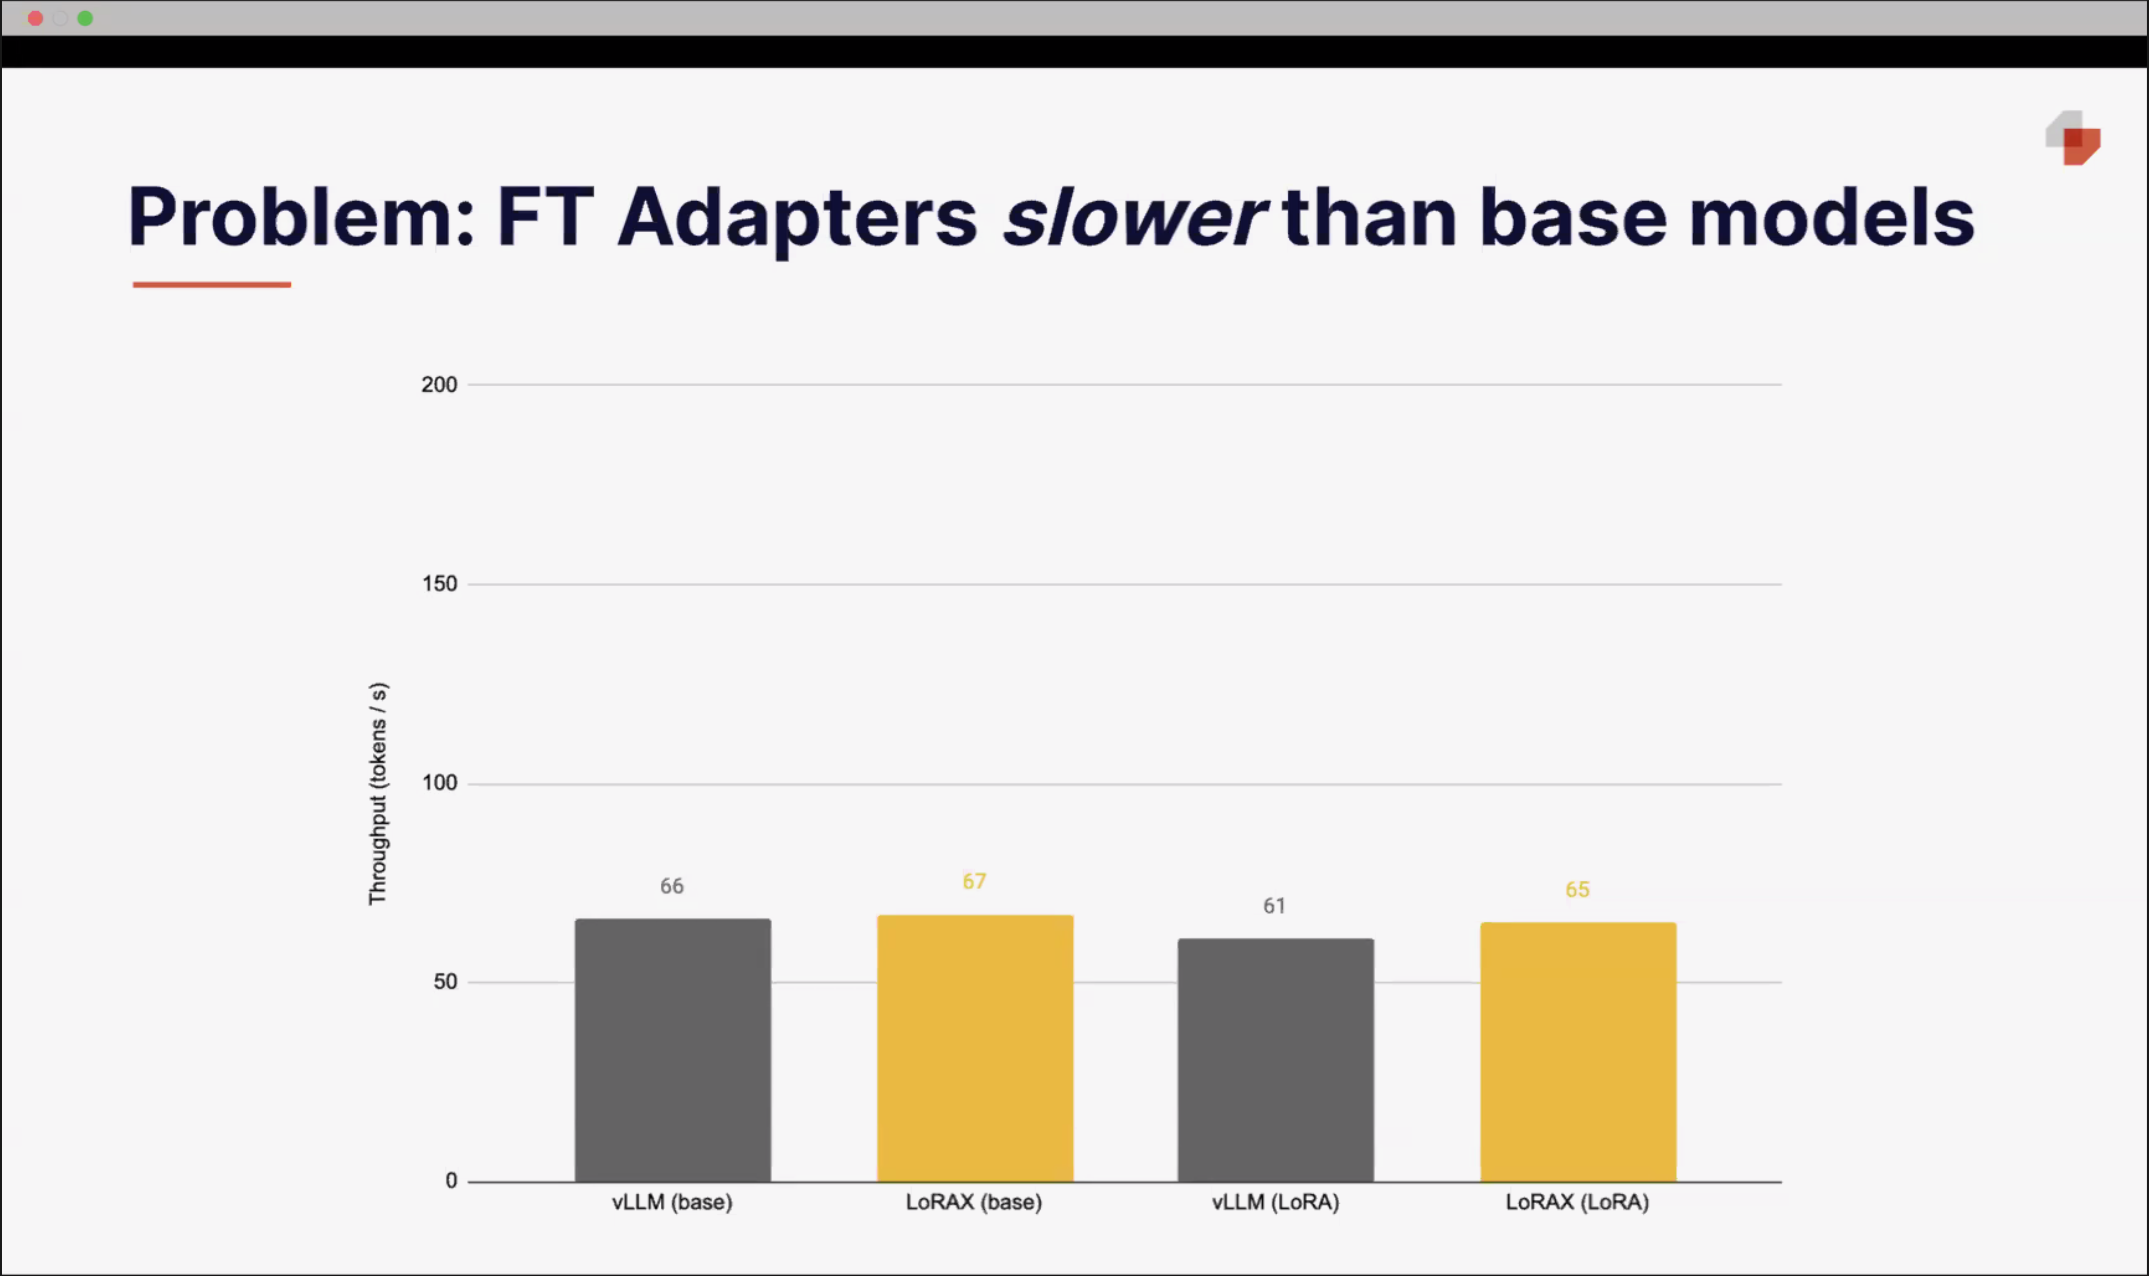 Problem: FT Adapters slower than base models
200
150
100
50
0
Throughput (tokens / s)
66
67
61
65
vLLM (base)
LoRAX (base)
vLLM (LoRA)
LoRAX (LoRA)